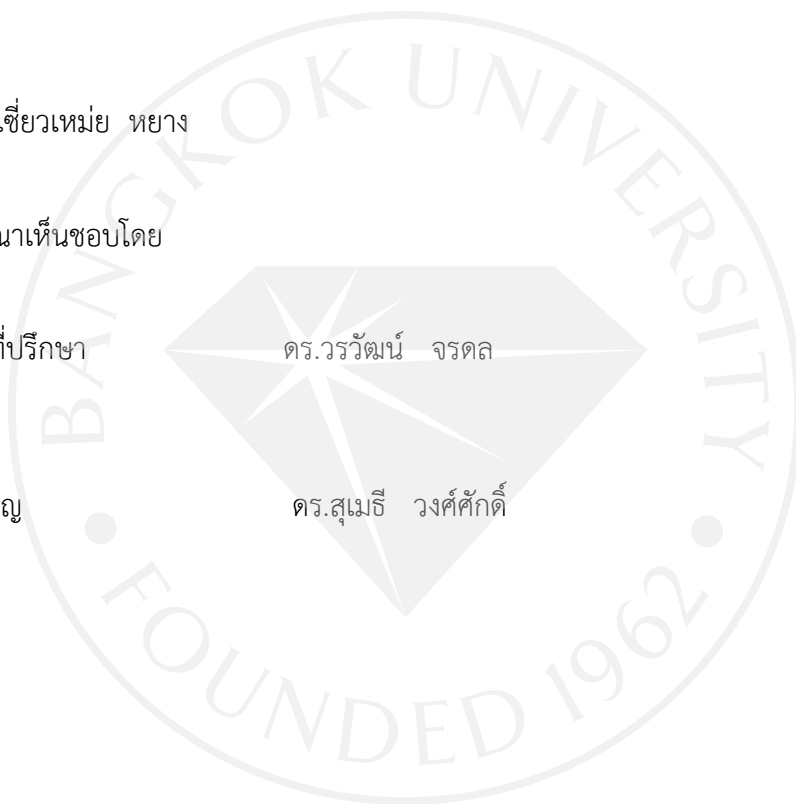 เซี่ยวเหม่ย หยาง
ณาเห็นชอบโดย
ที่ปรึกษา ดร.วรวัฒน์ จรดล
ญ ดร.สุเมธี วงศ์ศักดิ์
BANGKOK UNIVERSITY
FOUNDED 1962